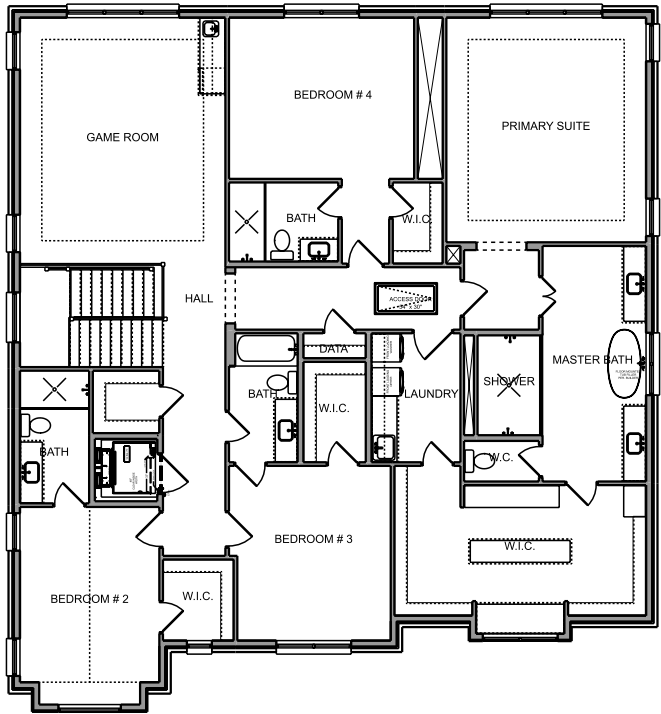 BEDROOM # 4
PRIMARY SUITE
GAME ROOM
BATH
W.I.C.
HALL
ACCESS DOOR
DATA
MASTER BATH
SHOWER
BATH
LAUNDRY
W.I.C.
BATH
W.C.
BEDROOM # 3
W.I.C.
W.I.C.
BEDROOM # 2